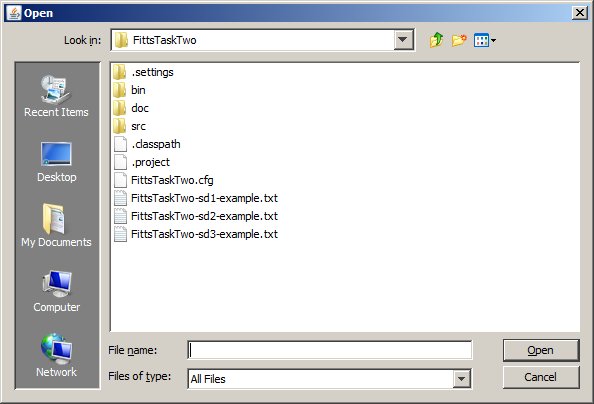 Open
Look in: FittsTaskTwo
Recent Items
Desktop
My Documents
Computer
Network
.settings
bin
doc
src
.classpath
.project
FittsTaskTwo.cfg
FittsTaskTwo-sd1-example.txt
FittsTaskTwo-sd2-example.txt
FittsTaskTwo-sd3-example.txt
File name:
Open
Files of type: All Files
Cancel